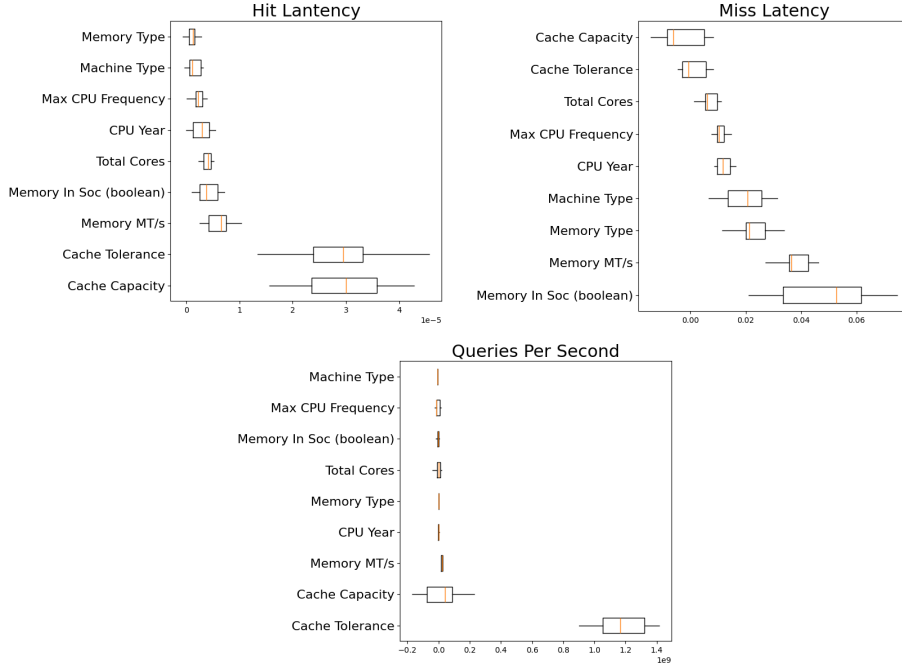 Hit Lantency
Memory Type
Machine Type
Max CPU Frequency
CPU Year
Total Cores
Memory In Soc (boolean)
Memory MT/s
Cache Tolerance
Cache Capacity
0 1 2 3 4
1e−5
Miss Latency
Cache Capacity
Cache Tolerance
Total Cores
Max CPU Frequency
CPU Year
Machine Type
Memory Type
Memory MT/s
Memory In Soc (boolean)
0.00 0.02 0.04 0.06
Queries Per Second
Machine Type
Max CPU Frequency
Memory In Soc (boolean)
Total Cores
Memory Type
CPU Year
Memory MT/s
Cache Capacity
Cache Tolerance
−0.2 0.0 0.2 0.4 0.6 0.8 1.0 1.2 1.4
1e9